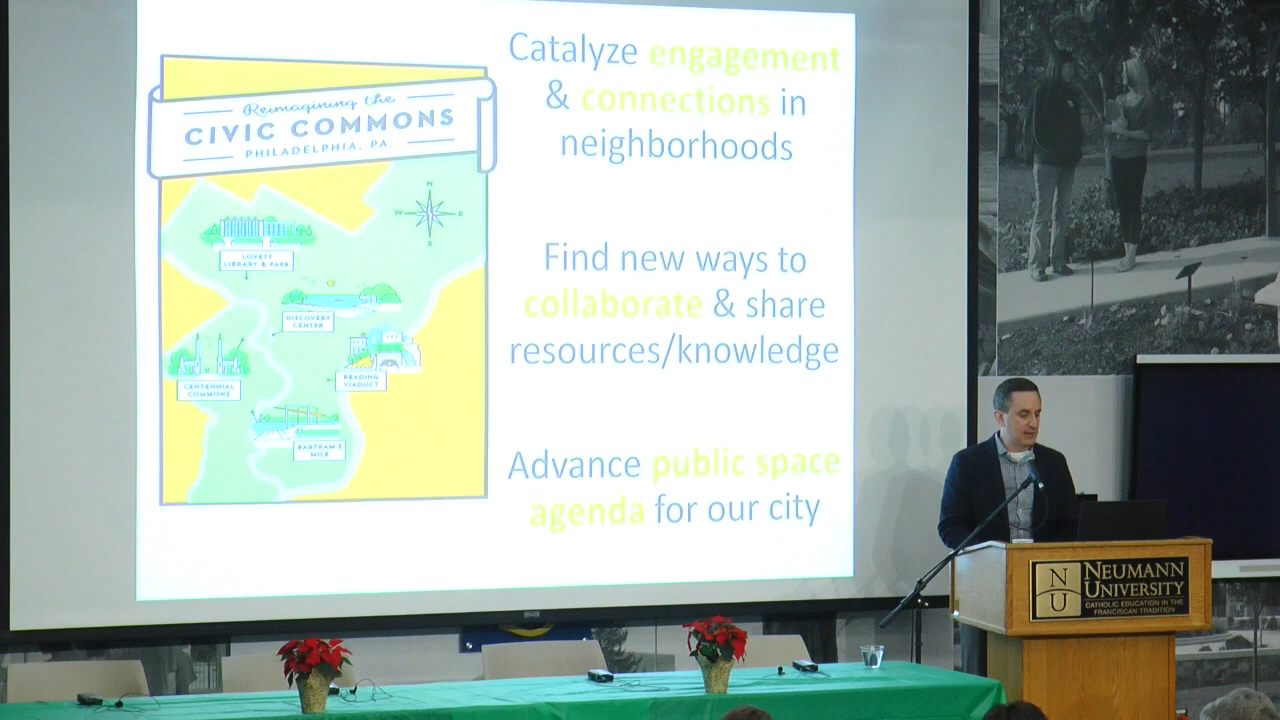 Reimagining the
CIVIC COMMONS
PHILADELPHIA, PA
N
W
E
S
LOVETT
LIBRARY & PARK
DISCOVERY
CENTER
READING
VIADUCT
CENTENNIAL
COMMONS
BARTRAM'S
MILE
Catalyze engagement
& connections in
neighborhoods
Find new ways to
collaborate & share
resources/knowledge
Advance public space
agenda for our city
N
U
NEUMANN
UNIVERSITY
CATHOLIC EDUCATION IN THE
FRANCISCAN TRADITION